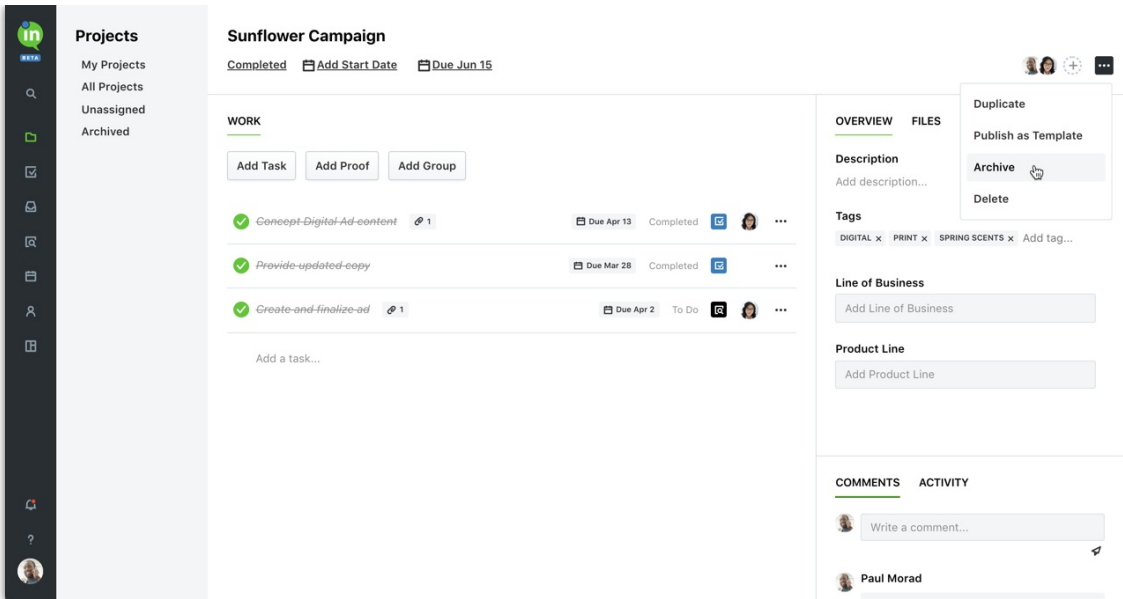 in
BETA
Projects
My Projects
All Projects
Unassigned
Archived
Sunflower Campaign
Completed Add Start Date Due Jun 15
WORK
Add Task Add Proof Add Group
Concept Digital Ad content 1 Due Apr 13 Completed
Provide updated copy Due Mar 28 Completed
Create and finalize ad 1 Due Apr 2 To Do
Add a task...
Duplicate
Publish as Template
Archive
Delete
OVERVIEW FILES
Description
Add description...
Tags
DIGITAL x PRINT x SPRING SCENTS x Add tag...
Line of Business
Add Line of Business
Product Line
Add Product Line
COMMENTS ACTIVITY
Write a comment...
Paul Morad
?